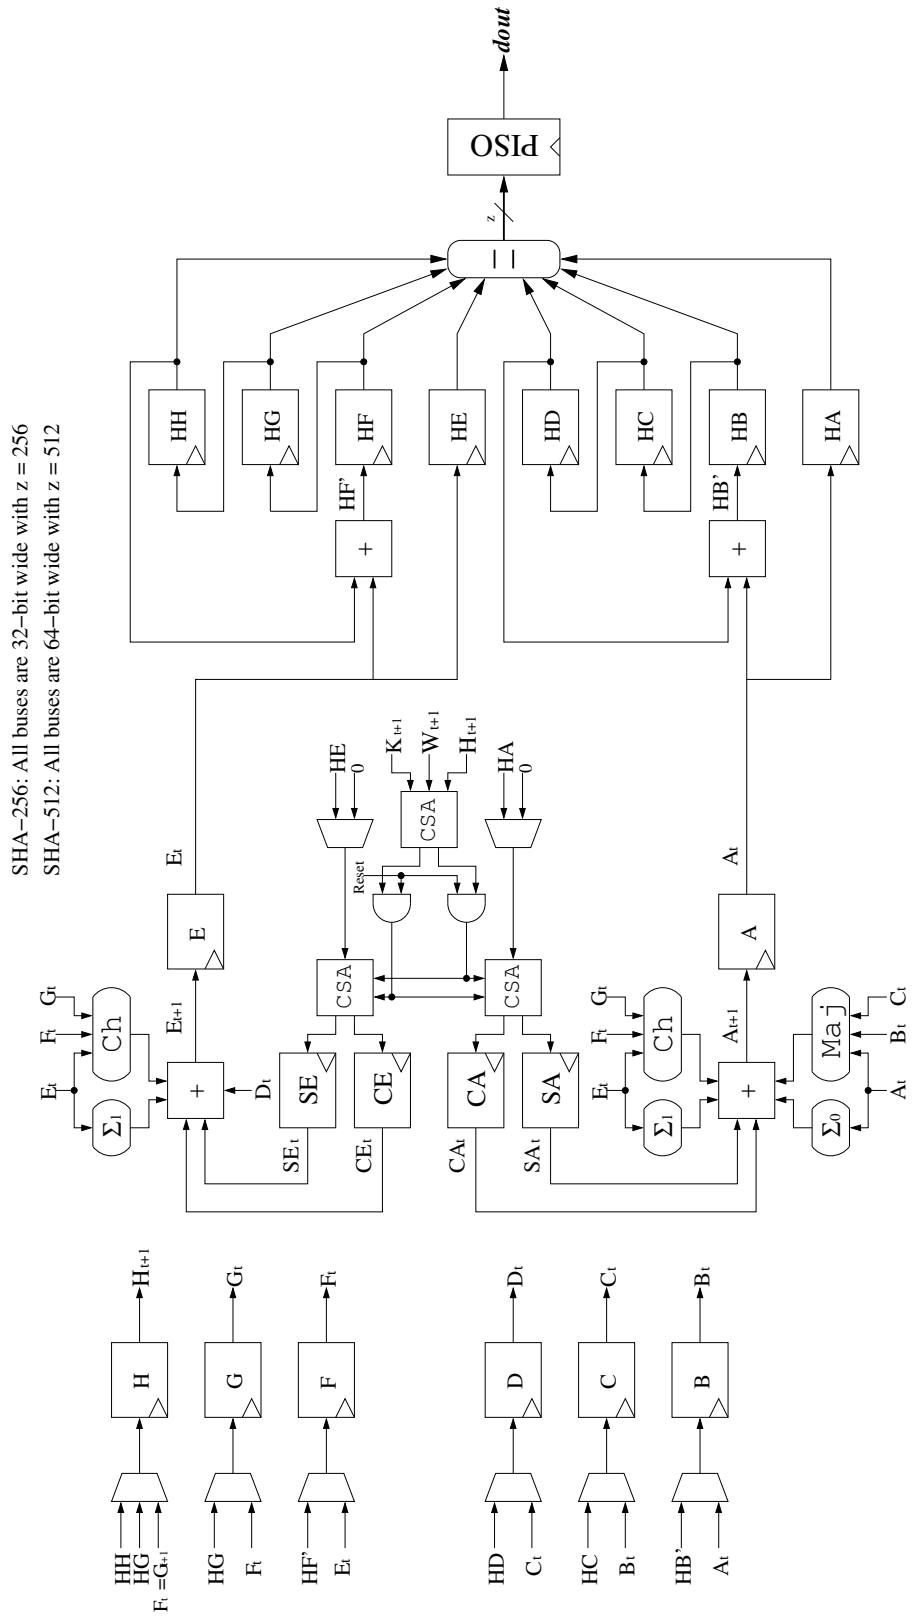 SHA−256: All buses are 32−bit wide with z = 256
SHA−512: All buses are 64−bit wide with z = 512
HH
HG
Fₜ =Gₜ₊₁
H
Hₜ₊₁
HG
Fₜ
G
Gₜ
HF'
Eₜ
F
Fₜ
HD
Cₜ
D
Dₜ
HC
Bₜ
C
Cₜ
HB'
Aₜ
B
Bₜ
Eₜ
Fₜ
Gₜ
Σ₁
Ch
+
Dₜ
Eₜ₊₁
E
Eₜ
SEₜ
SE
CEₜ
CE
CSA
HE
0
Reset
CSA
Kₜ₊₁
Wₜ₊₁
Hₜ₊₁
CAₜ
CA
SAₜ
SA
CSA
HA
0
Eₜ
Fₜ
Gₜ
Σ₁
Ch
+
Aₜ₊₁
A
Aₜ
Σ₀
Maj
Aₜ
Bₜ
Cₜ
HH
HG
+
HF'
HF
HE
HD
HC
+
HB'
HB
HA
||
z
PISO
dout